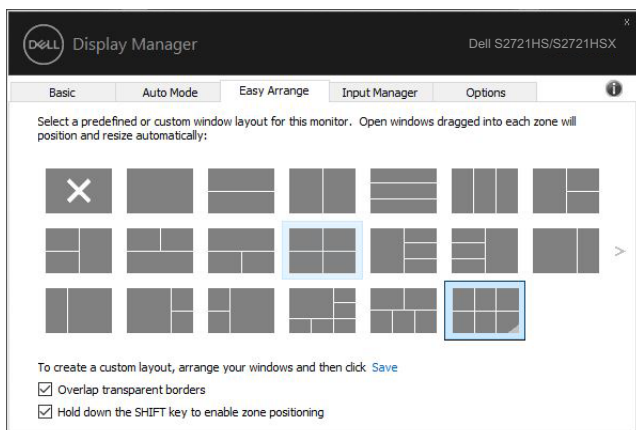 DELL Display Manager
x
Dell S2721HS/S2721HSX
Basic Auto Mode Easy Arrange Input Manager Options
Select a predefined or custom window layout for this monitor. Open windows dragged into each zone will
position and resize automatically:
>
To create a custom layout, arrange your windows and then click Save
Overlap transparent borders
Hold down the SHIFT key to enable zone positioning